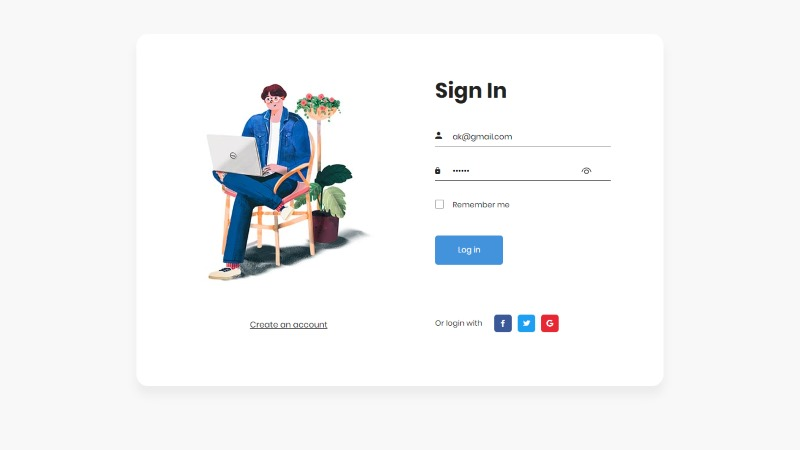 Sign In
ak@gmail.com
••••••
Remember me
Log in
Create an account
Or login with